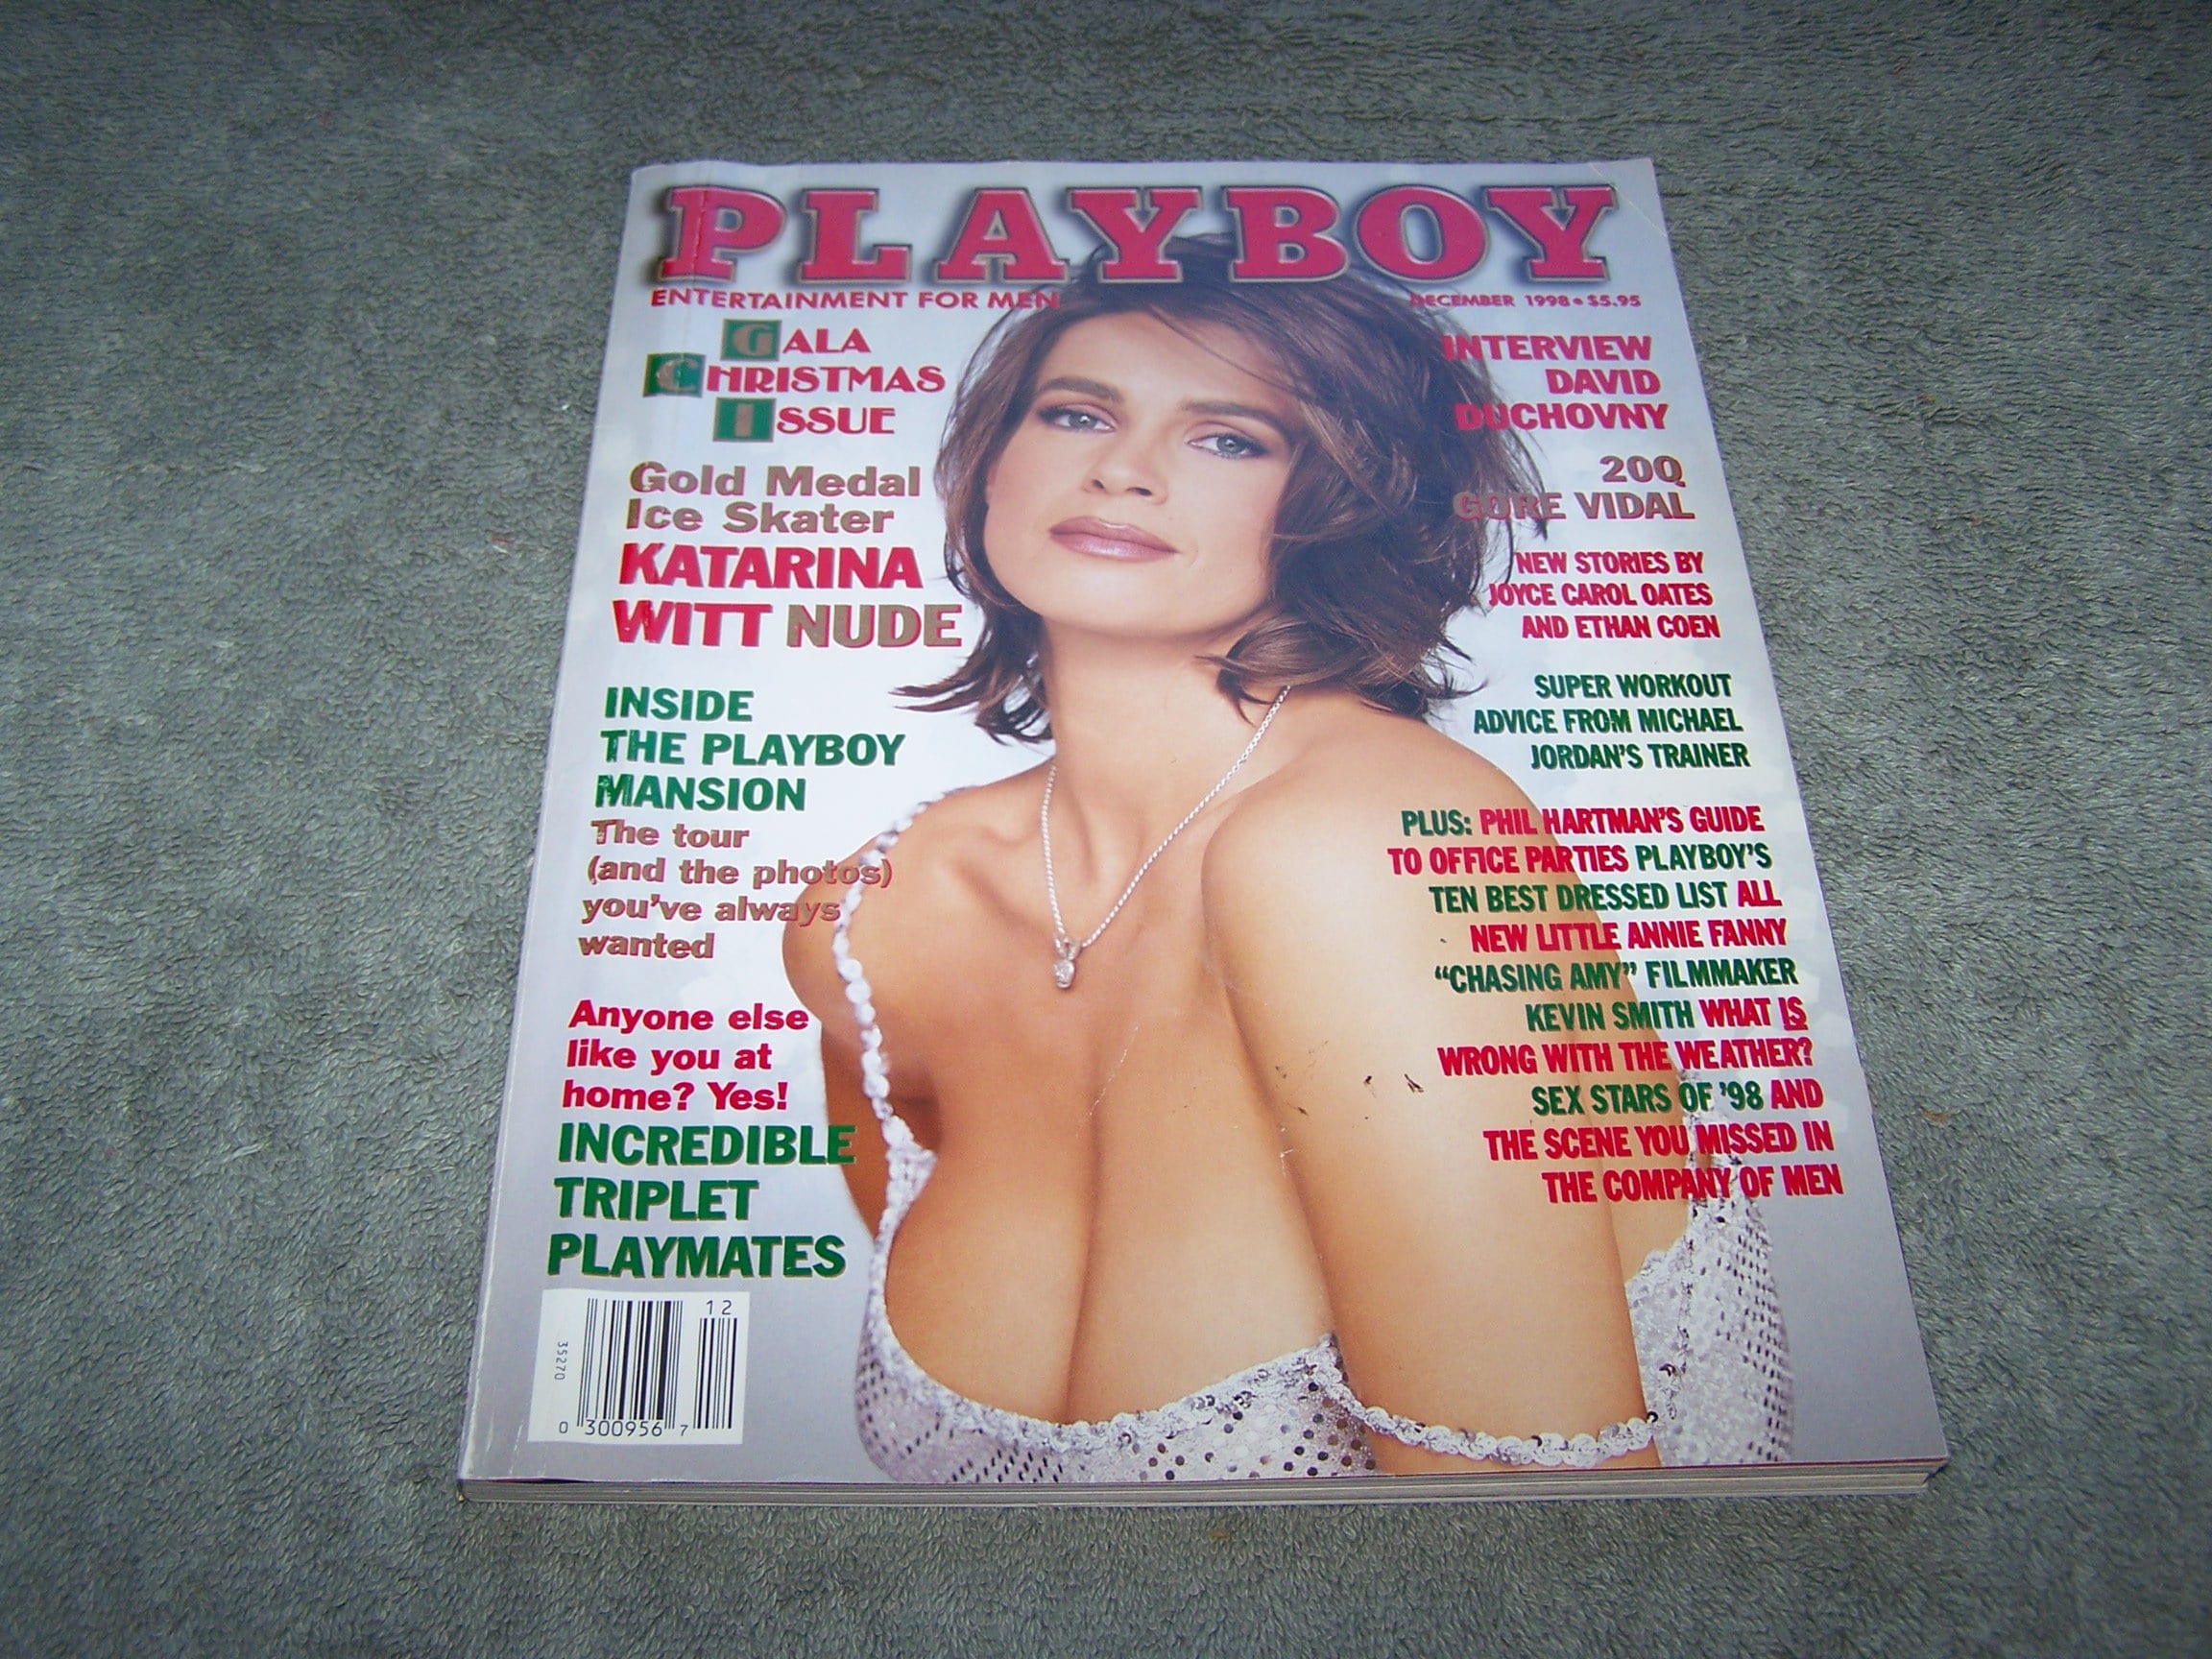 PLAYBOY
ENTERTAINMENT FOR MEN
DECEMBER 1998 • $5.95
GALA
CHRISTMAS
ISSUE
Gold Medal
Ice Skater
KATARINA
WITT NUDE
INSIDE
THE PLAYBOY
MANSION
The tour
(and the photos)
you've always
wanted
Anyone else
like you at
home? Yes!
INCREDIBLE
TRIPLET
PLAYMATES
INTERVIEW
DAVID
DUCHOVNY
20Q
GORE VIDAL
NEW STORIES BY
JOYCE CAROL OATES
AND ETHAN COEN
SUPER WORKOUT
ADVICE FROM MICHAEL
JORDAN'S TRAINER
PLUS: PHIL HARTMAN'S GUIDE
TO OFFICE PARTIES PLAYBOY'S
TEN BEST DRESSED LIST ALL
NEW LITTLE ANNIE FANNY
“CHASING AMY” FILMMAKER
KEVIN SMITH WHAT IS
WRONG WITH THE WEATHER?
SEX STARS OF '98 AND
THE SCENE YOU MISSED IN
THE COMPANY OF MEN
12
35270
0 300956 7